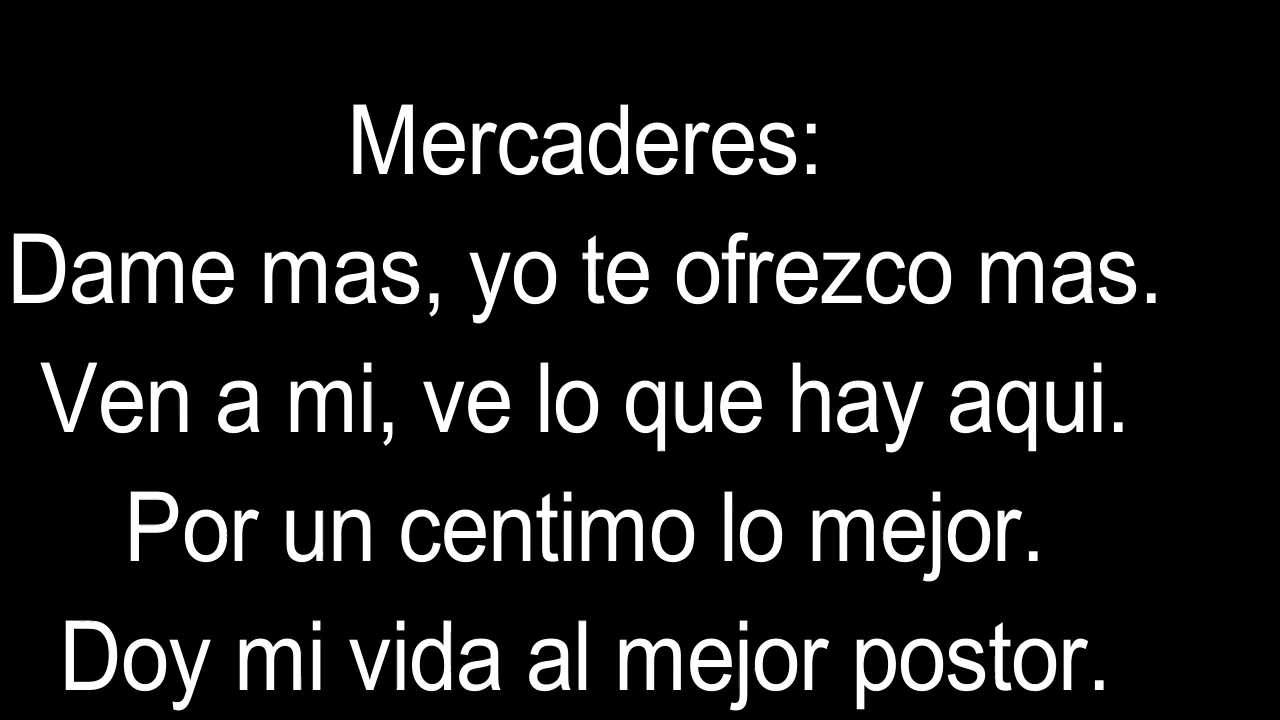 Mercaderes:
Dame mas, yo te ofrezco mas.
Ven a mi, ve lo que hay aqui.
Por un centimo lo mejor.
Doy mi vida al mejor postor.